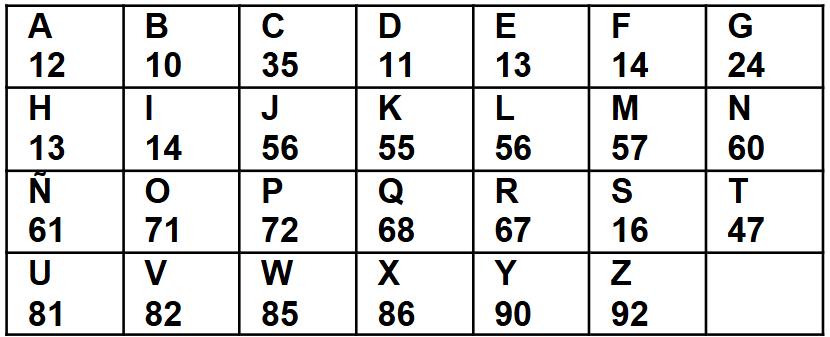 A B C D E F G
12 10 35 11 13 14 24
H I J K L M N
13 14 56 55 56 57 60
Ñ O P Q R S T
61 71 72 68 67 16 47
U V W X Y Z
81 82 85 86 90 92